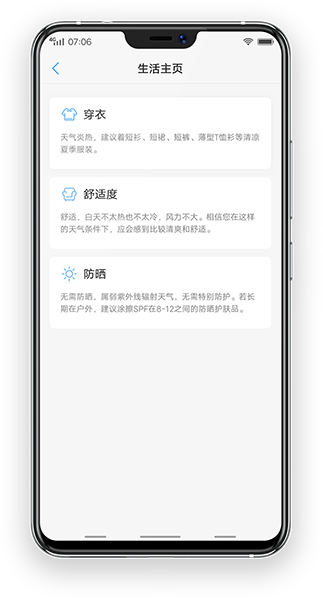 4G 07:06
生活主页
穿衣
天气炎热，建议着短衫、短裙、短裤、薄型T恤衫等清凉
夏季服装。
舒适度
舒适，白天不太热也不太冷，风力不大。相信您在这样
的天气条件下，应会感到比较清爽和舒适。
防晒
无需防晒，属弱紫外线辐射天气，无需特别防护。若长
期在户外，建议涂擦SPF在8-12之间的防晒护肤品。